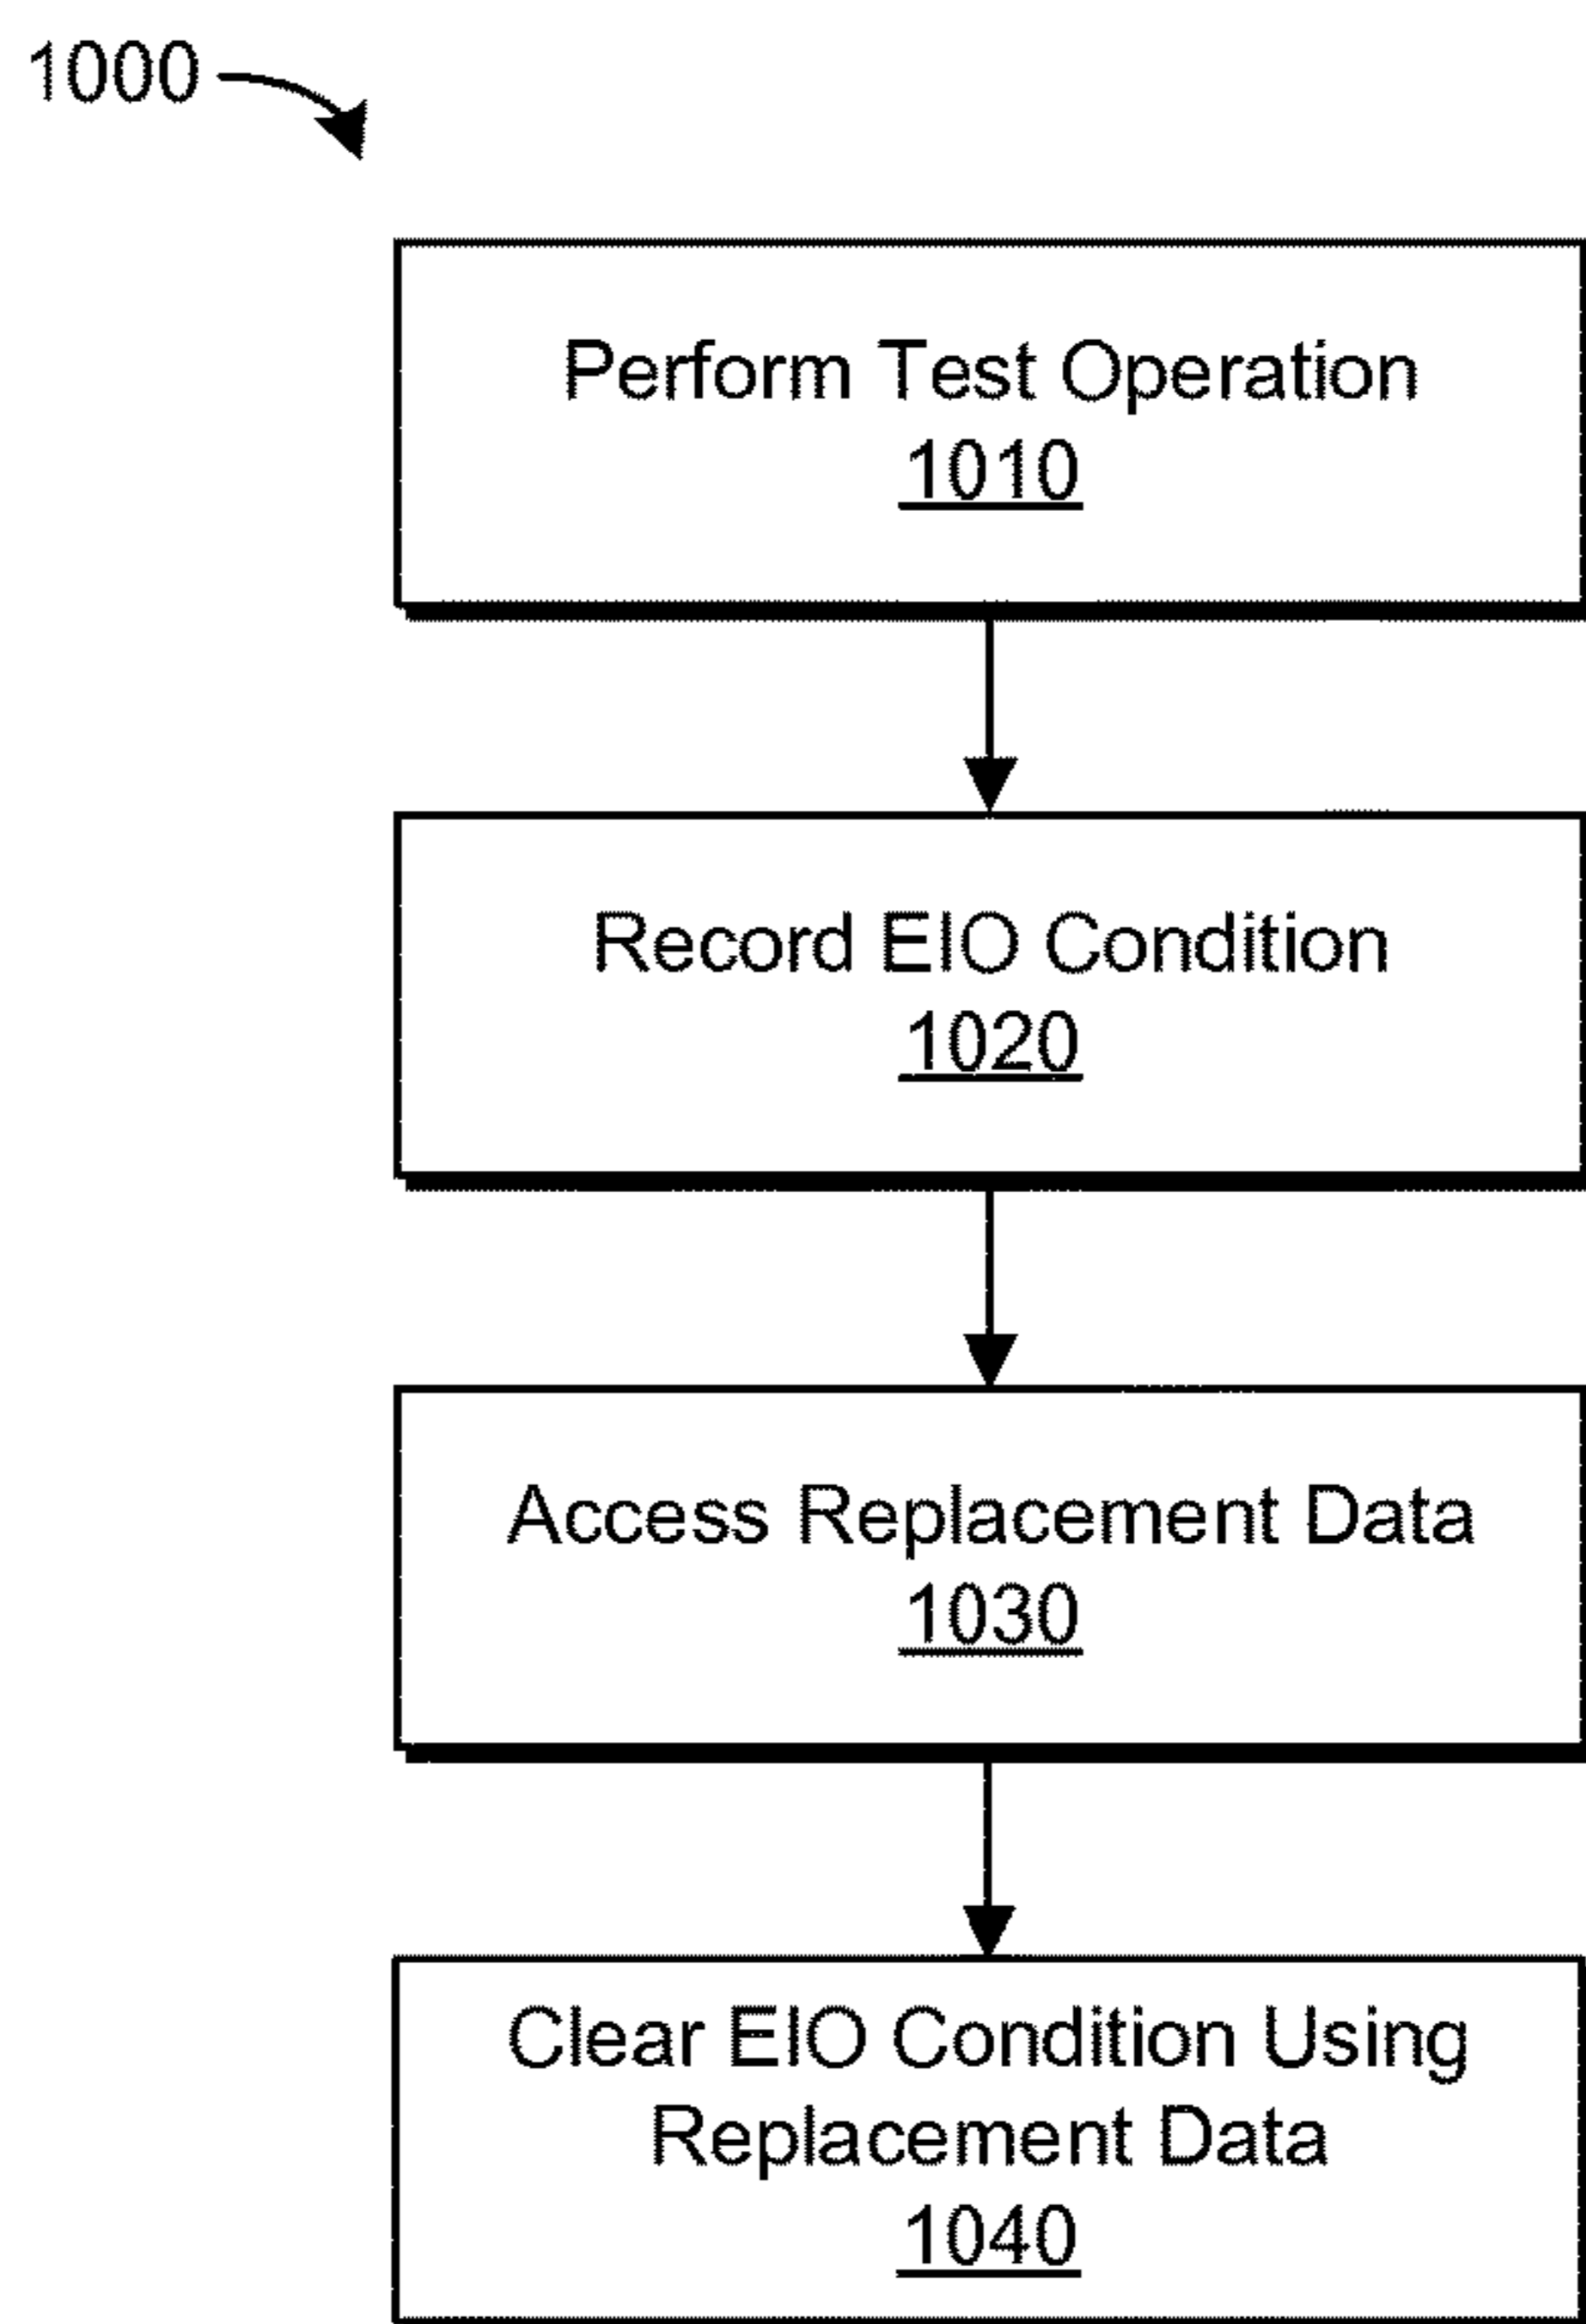 1000
Perform Test Operation
1010
Record EIO Condition
1020
Access Replacement Data
1030
Clear EIO Condition Using
Replacement Data
1040